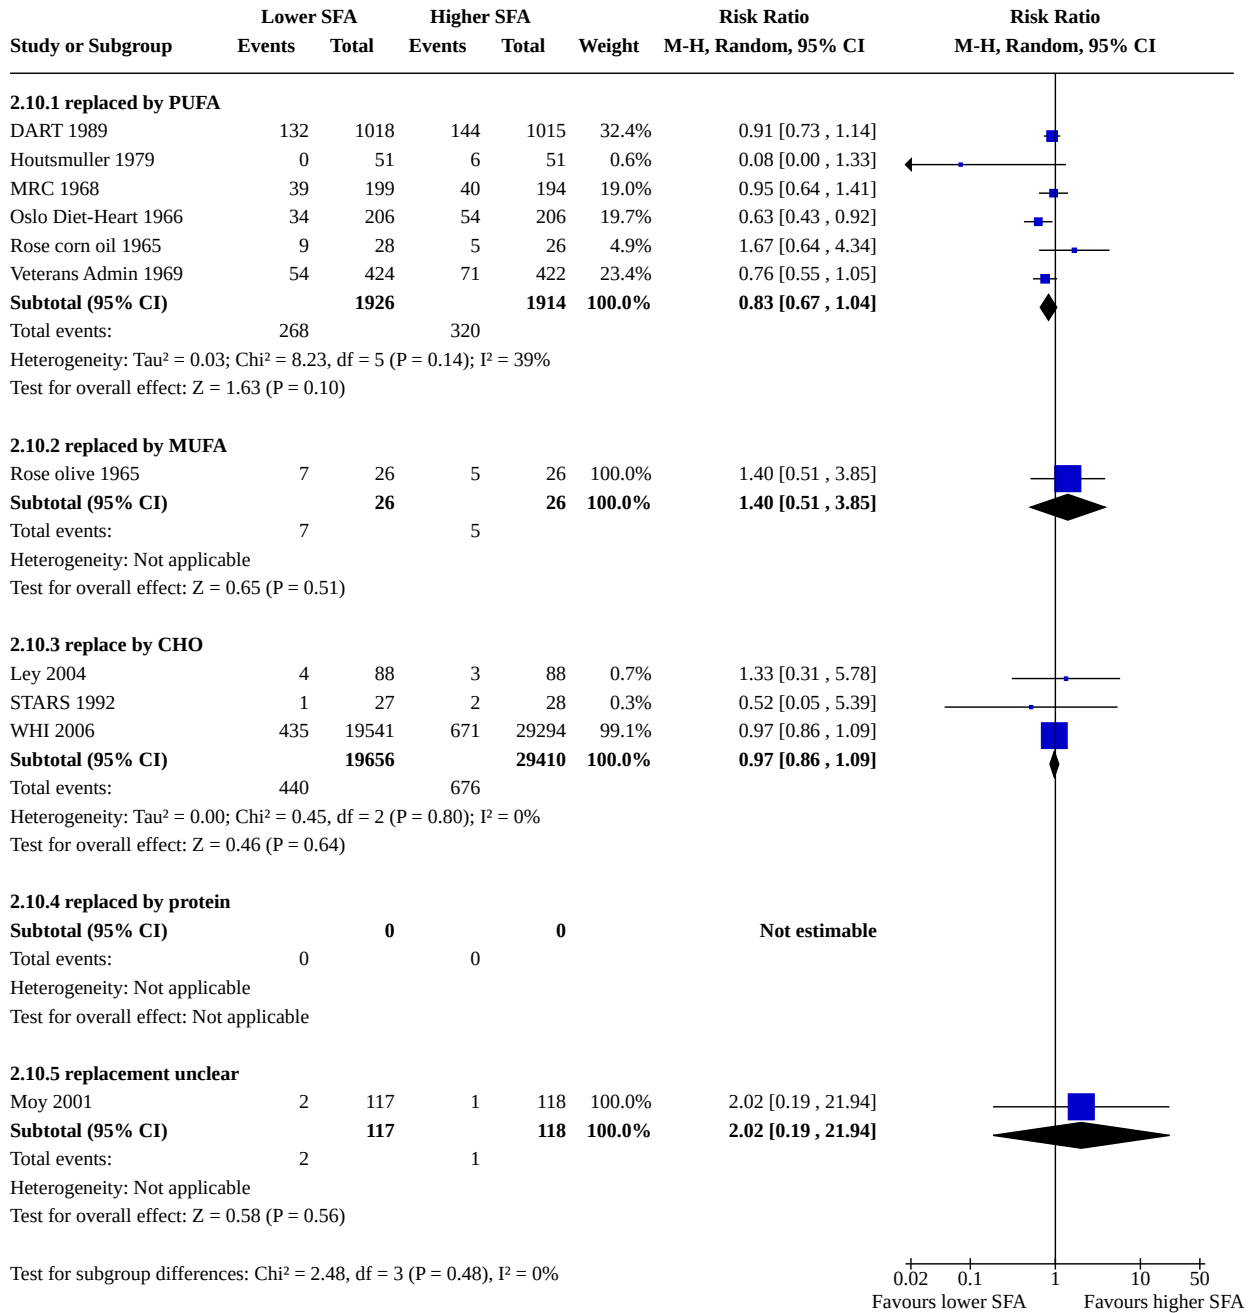 Lower SFA Higher SFA Risk Ratio Risk Ratio
Study or Subgroup Events Total Events Total Weight M-H, Random, 95% CI M-H, Random, 95% CI
2.10.1 replaced by PUFA
DART 1989 132 1018 144 1015 32.4% 0.91 [0.73 , 1.14]
Houtsmuller 1979 0 51 6 51 0.6% 0.08 [0.00 , 1.33]
MRC 1968 39 199 40 194 19.0% 0.95 [0.64 , 1.41]
Oslo Diet-Heart 1966 34 206 54 206 19.7% 0.63 [0.43 , 0.92]
Rose corn oil 1965 9 28 5 26 4.9% 1.67 [0.64 , 4.34]
Veterans Admin 1969 54 424 71 422 23.4% 0.76 [0.55 , 1.05]
Subtotal (95% CI) 1926 1914 100.0% 0.83 [0.67 , 1.04]
Total events: 268 320
Heterogeneity: Tau² = 0.03; Chi² = 8.23, df = 5 (P = 0.14); I² = 39%
Test for overall effect: Z = 1.63 (P = 0.10)
2.10.2 replaced by MUFA
Rose olive 1965 7 26 5 26 100.0% 1.40 [0.51 , 3.85]
Subtotal (95% CI) 26 26 100.0% 1.40 [0.51 , 3.85]
Total events: 7 5
Heterogeneity: Not applicable
Test for overall effect: Z = 0.65 (P = 0.51)
2.10.3 replace by CHO
Ley 2004 4 88 3 88 0.7% 1.33 [0.31 , 5.78]
STARS 1992 1 27 2 28 0.3% 0.52 [0.05 , 5.39]
WHI 2006 435 19541 671 29294 99.1% 0.97 [0.86 , 1.09]
Subtotal (95% CI) 19656 29410 100.0% 0.97 [0.86 , 1.09]
Total events: 440 676
Heterogeneity: Tau² = 0.00; Chi² = 0.45, df = 2 (P = 0.80); I² = 0%
Test for overall effect: Z = 0.46 (P = 0.64)
2.10.4 replaced by protein
Subtotal (95% CI) 0 0 Not estimable
Total events: 0 0
Heterogeneity: Not applicable
Test for overall effect: Not applicable
2.10.5 replacement unclear
Moy 2001 2 117 1 118 100.0% 2.02 [0.19 , 21.94]
Subtotal (95% CI) 117 118 100.0% 2.02 [0.19 , 21.94]
Total events: 2 1
Heterogeneity: Not applicable
Test for overall effect: Z = 0.58 (P = 0.56)
Test for subgroup differences: Chi² = 2.48, df = 3 (P = 0.48), I² = 0%
0.02 0.1 1 10 50
Favours lower SFA Favours higher SFA